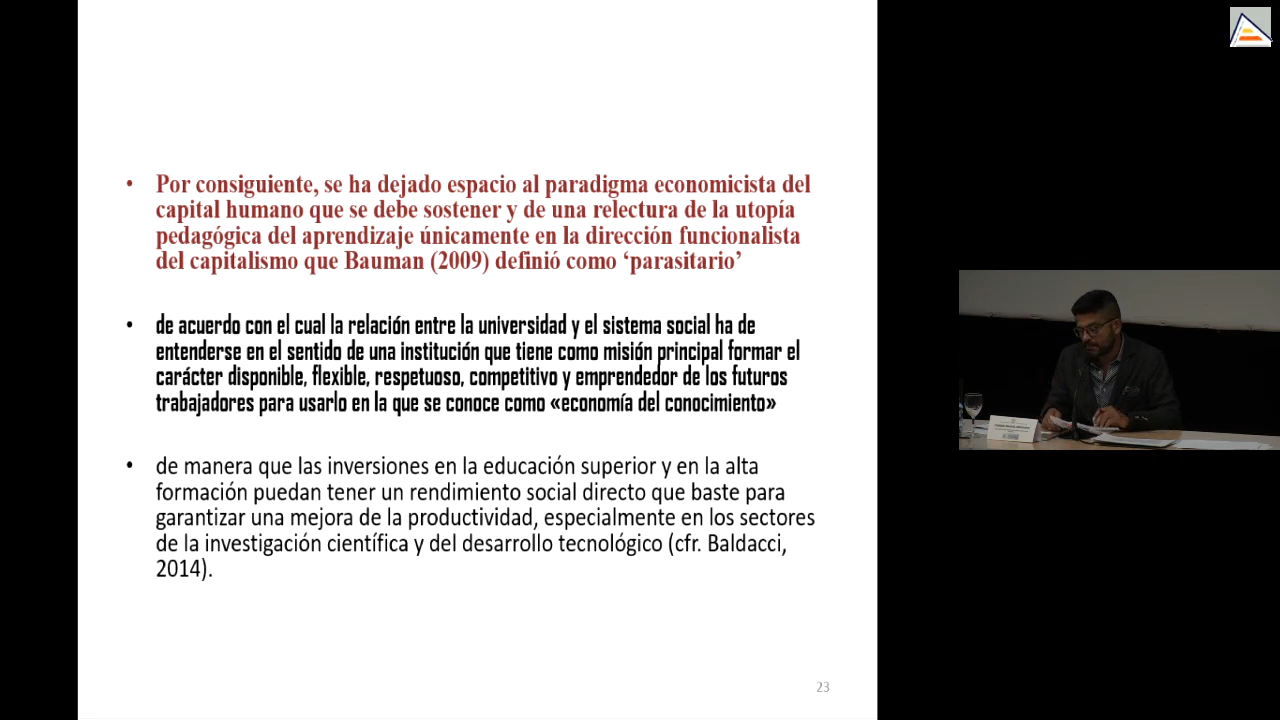 • Por consiguiente, se ha dejado espacio al paradigma economicista del
capital humano que se debe sostener y de una relectura de la utopía
pedagógica del aprendizaje únicamente en la dirección funcionalista
del capitalismo que Bauman (2009) definió como ‘parasitario’
• de acuerdo con el cual la relación entre la universidad y el sistema social ha de
entenderse en el sentido de una institución que tiene como misión principal formar el
carácter disponible, flexible, respetuoso, competitivo y emprendedor de los futuros
trabajadores para usarlo en la que se conoce como «economía del conocimiento»
• de manera que las inversiones en la educación superior y en la alta
formación puedan tener un rendimiento social directo que baste para
garantizar una mejora de la productividad, especialmente en los sectores
de la investigación científica y del desarrollo tecnológico (cfr. Baldacci,
2014).
23